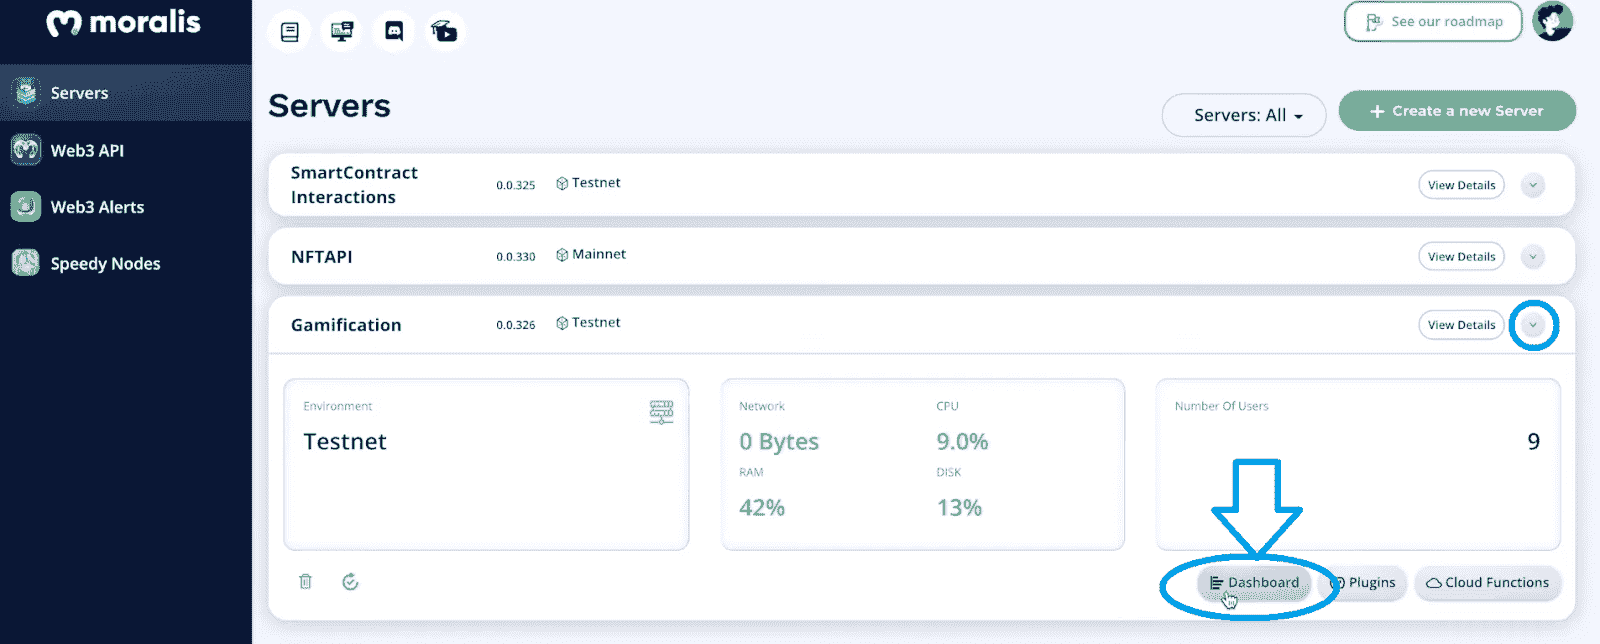 moralis
See our roadmap
Servers
Web3 API
Web3 Alerts
Speedy Nodes
Servers
Servers: All
+ Create a new Server
SmartContract
Interactions
0.0.325
Testnet
View Details
NFTAPI
0.0.330
Mainnet
View Details
Gamification
0.0.326
Testnet
View Details
Environment
Testnet
Network
CPU
0 Bytes
9.0%
RAM
DISK
42%
13%
Number Of Users
9
Dashboard
Plugins
Cloud Functions